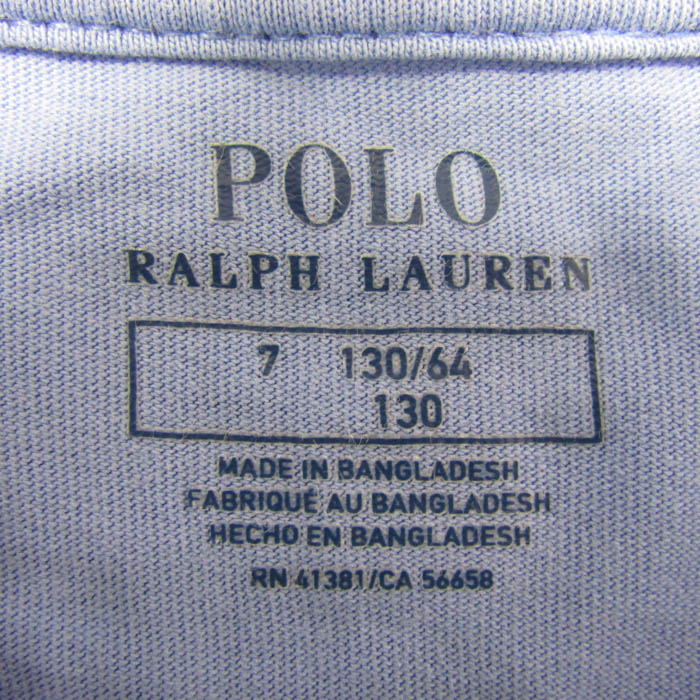 POLO
RALPH LAUREN
7 130/64
130
MADE IN BANGLADESH
FABRIQUÉ AU BANGLADESH
HECHO EN BANGLADESH
RN 41381/CA 56658